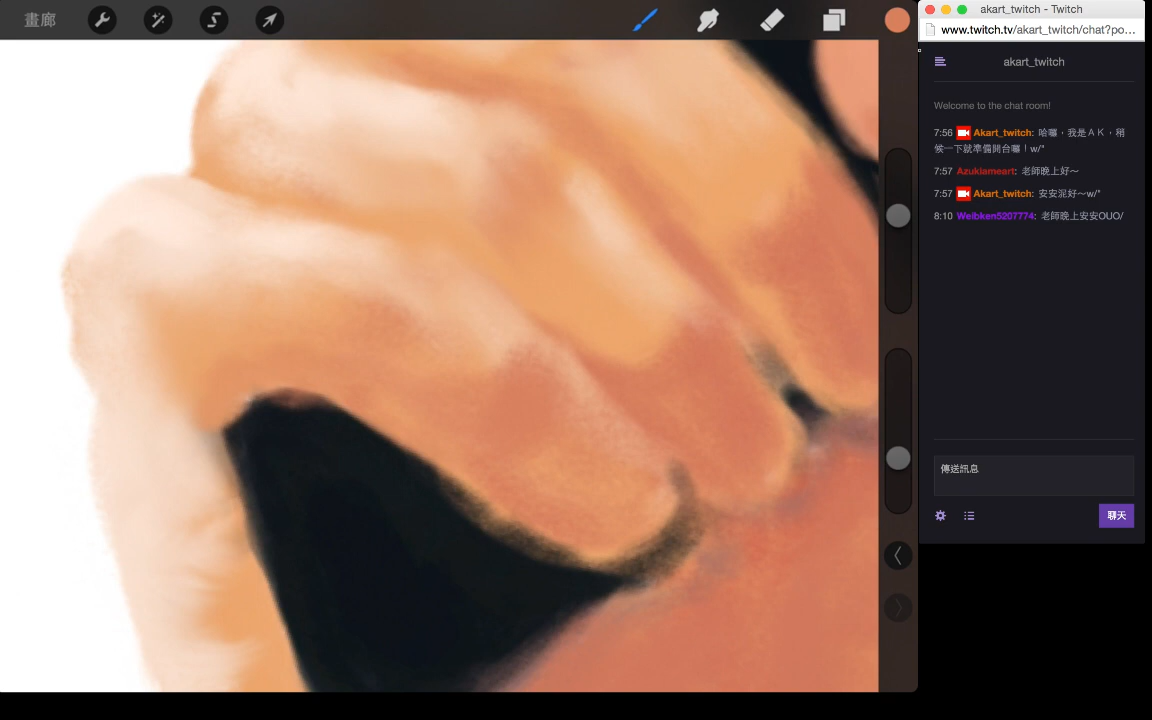 畫廊
akart_twitch - Twitch
www.twitch.tv/akart_twitch/chat?po…
akart_twitch
Welcome to the chat room!
7:56 Akart_twitch: 哈囉，我是ＡＫ，稍
候一下就準備開台囉！w/"
7:57 Azukiameart: 老師晚上好～
7:57 Akart_twitch: 安安泥好～w/"
8:10 Weibken5207774: 老師晚上安安OUO/
傳送訊息
聊天